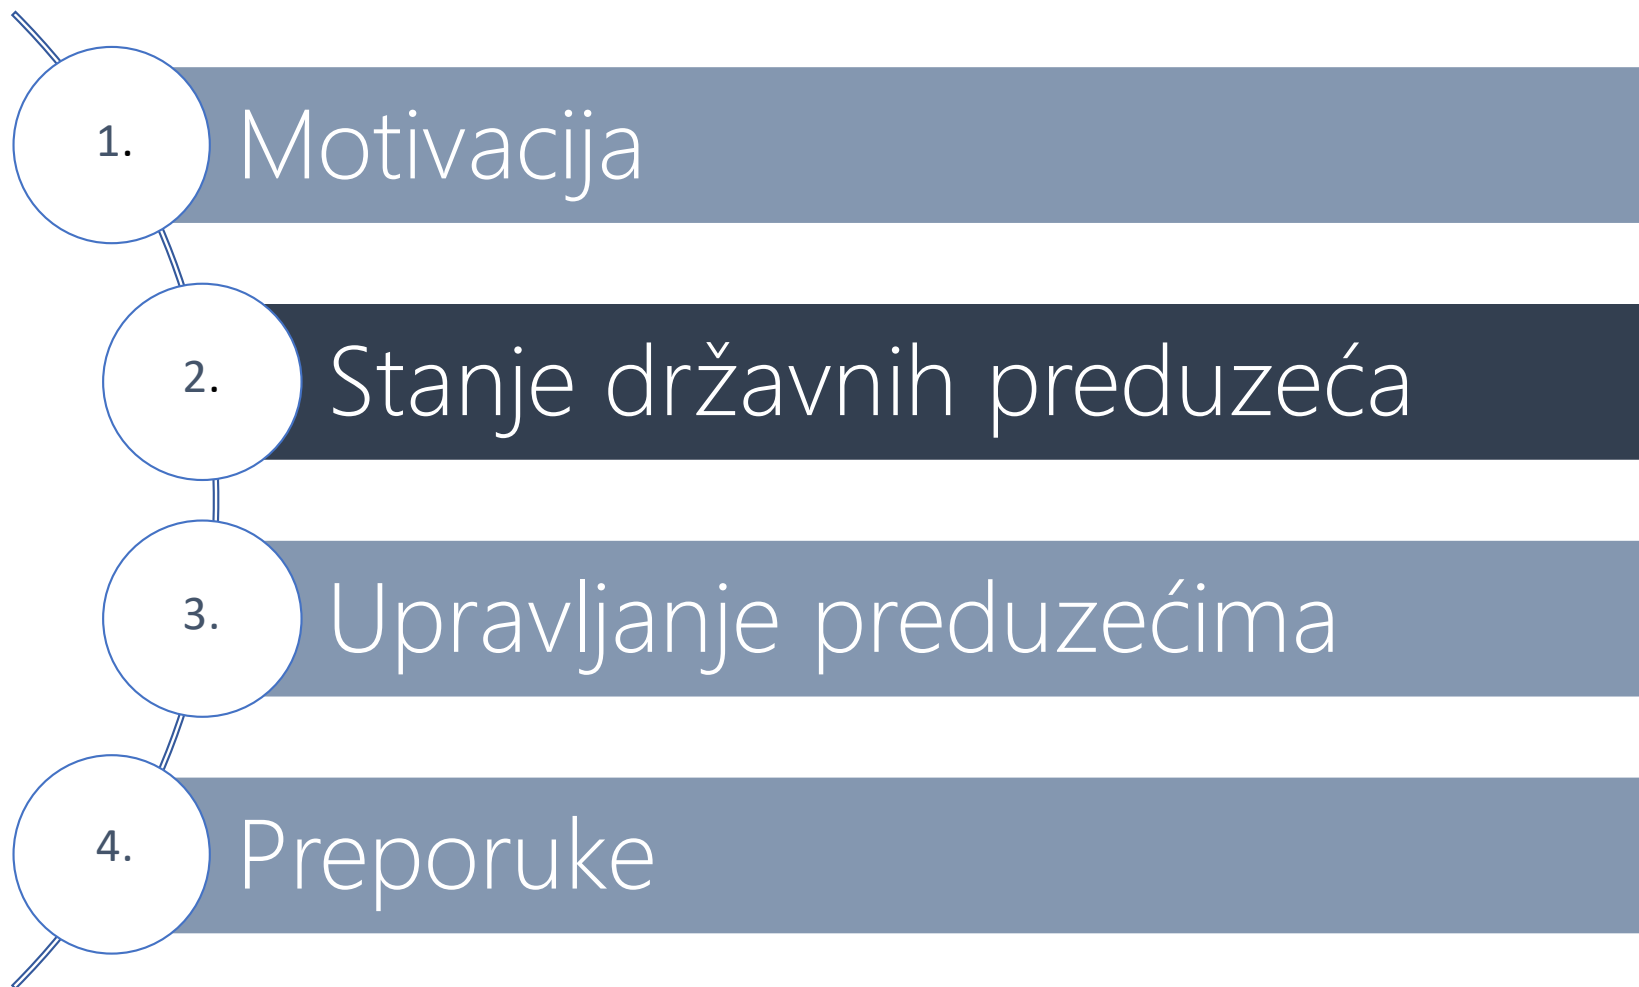 1. Motivacija
2. Stanje državnih preduzeća
3. Upravljanje preduzećima
4. Preporuke